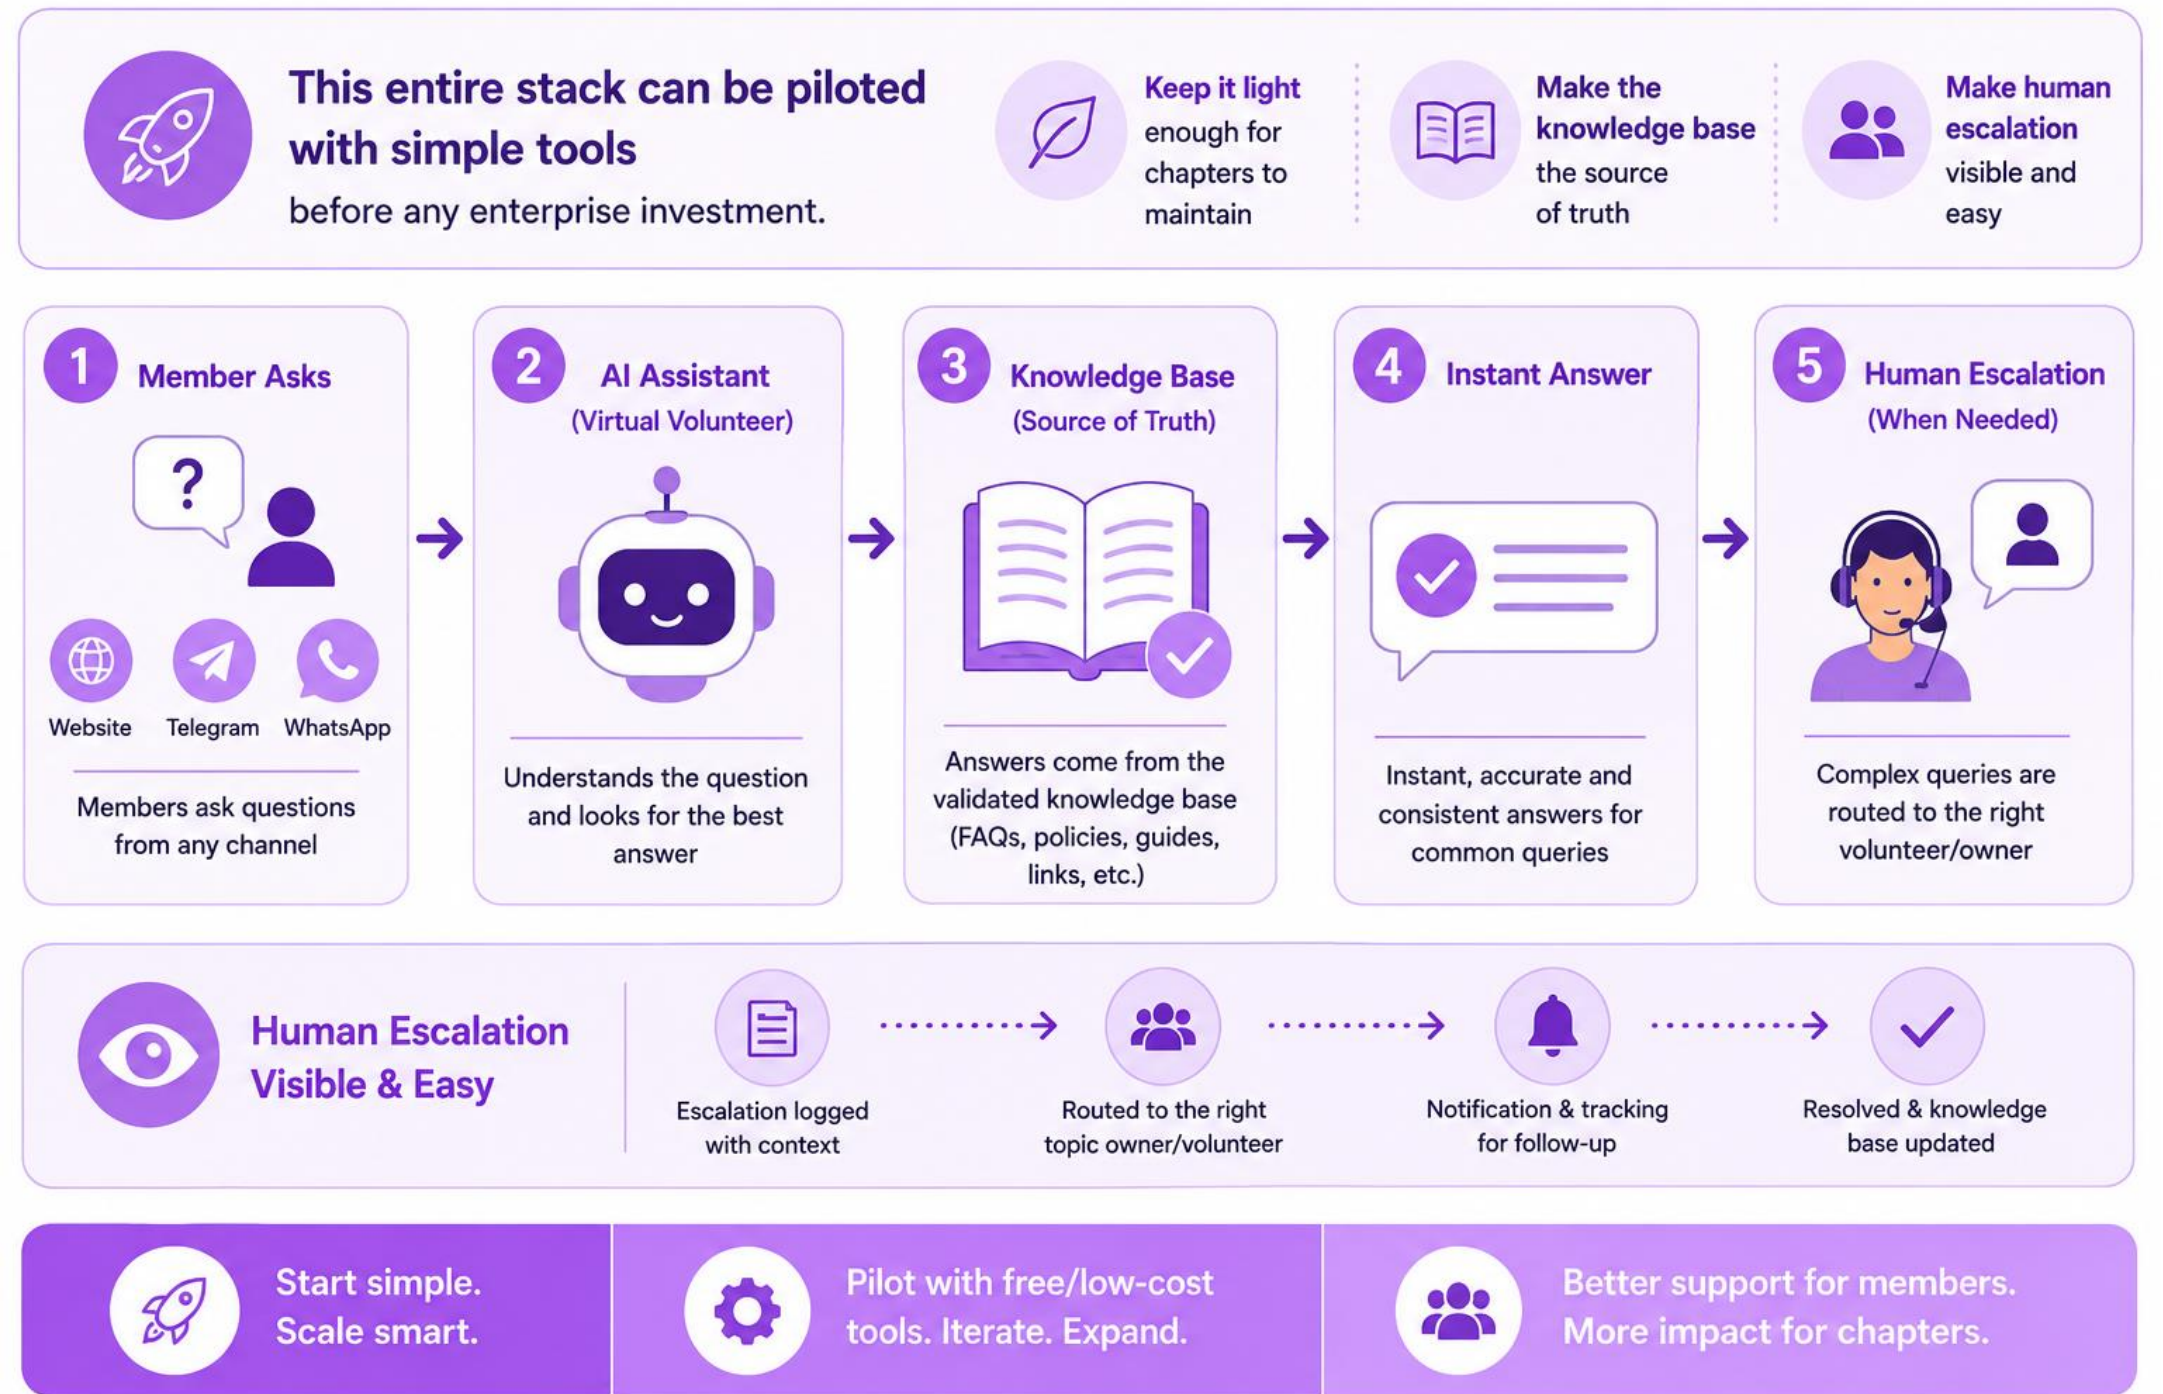 This entire stack can be piloted
with simple tools
before any enterprise investment.
Keep it light
enough for
chapters to
maintain
Make the
knowledge base
the source
of truth
Make human
escalation
visible and
easy
1
Member Asks
?
Website
Telegram
WhatsApp
Members ask questions
from any channel
2
AI Assistant
(Virtual Volunteer)
Understands the question
and looks for the best
answer
3
Knowledge Base
(Source of Truth)
Answers come from the
validated knowledge base
(FAQs, policies, guides,
links, etc.)
4
Instant Answer
Instant, accurate and
consistent answers for
common queries
5
Human Escalation
(When Needed)
Complex queries are
routed to the right
volunteer/owner
Human Escalation
Visible & Easy
Escalation logged
with context
Routed to the right
topic owner/volunteer
Notification & tracking
for follow-up
Resolved & knowledge
base updated
Start simple.
Scale smart.
Pilot with free/low-cost
tools. Iterate. Expand.
Better support for members.
More impact for chapters.